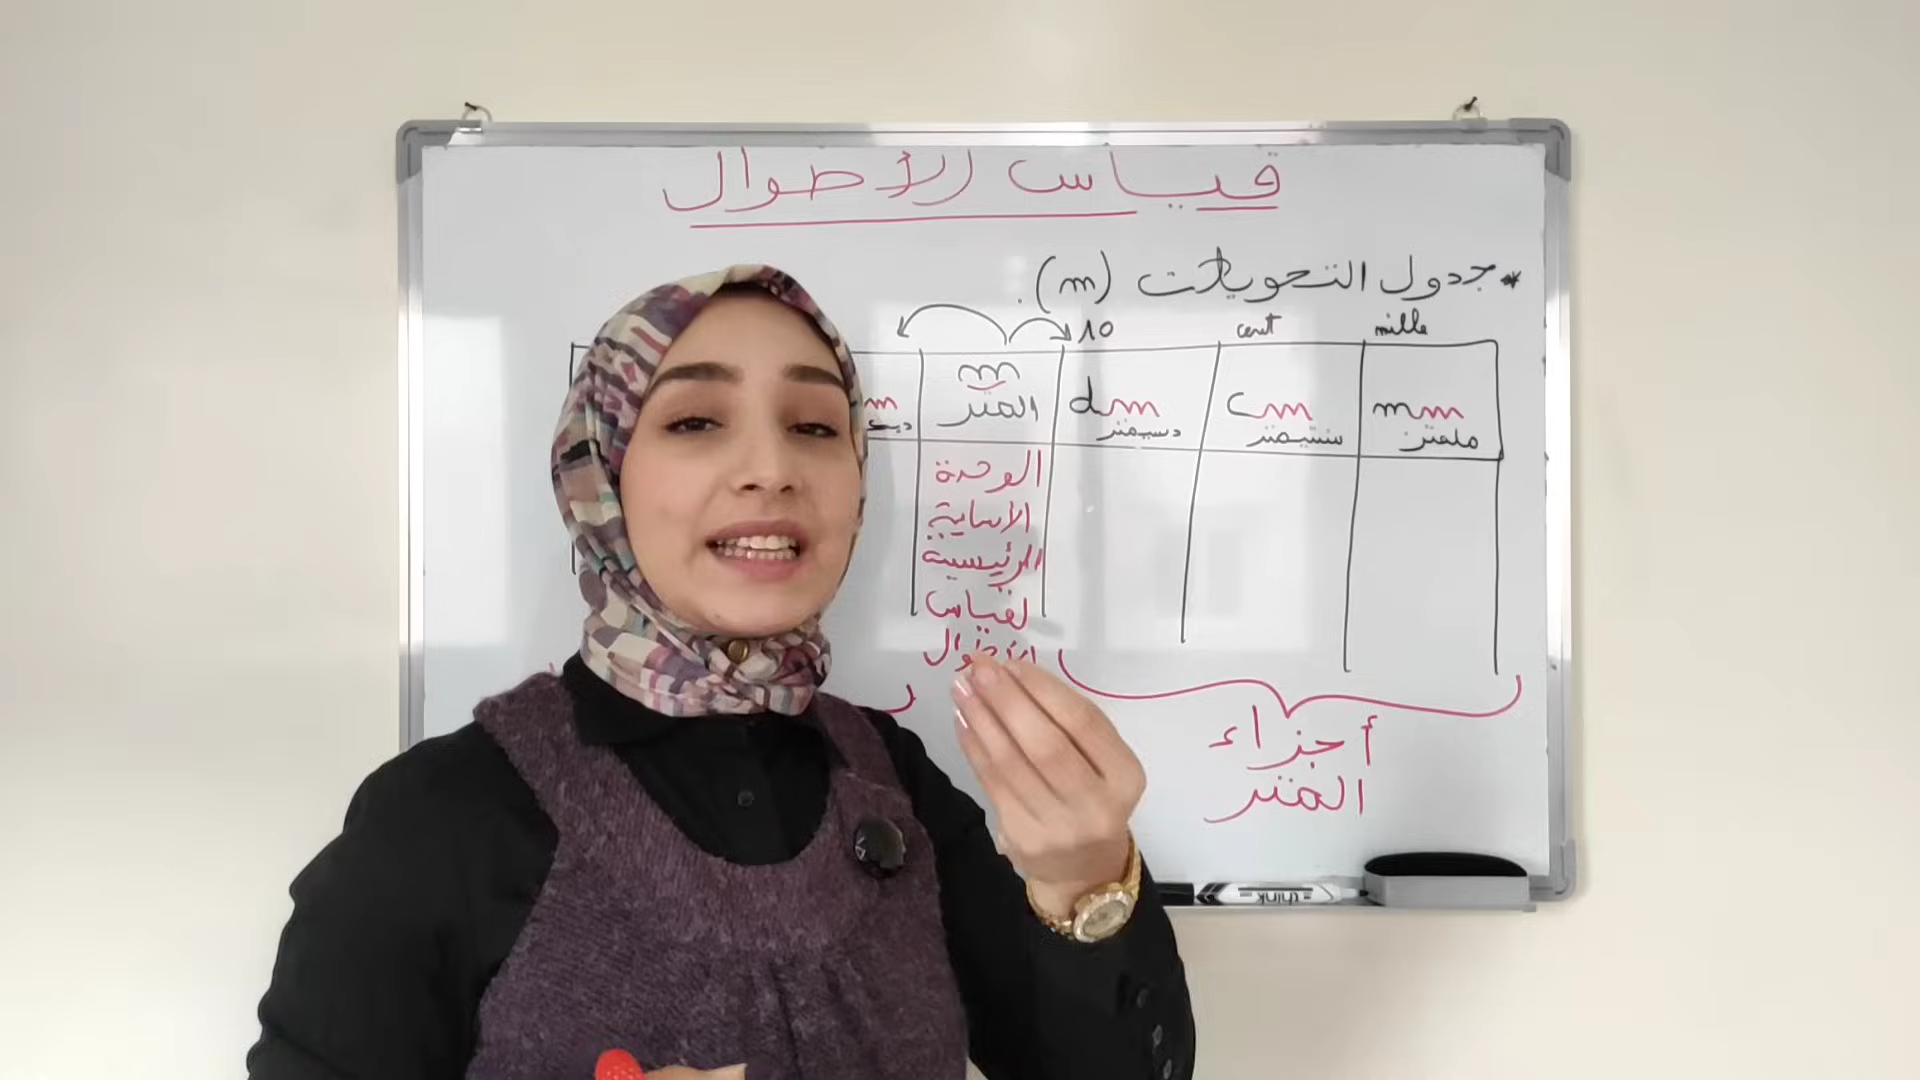 قياس الأطوال
* جدول التحويلات (m).
10 cent mille
m dm cm mm
المتر دسيمتر سنتيمتر ملمتر
الوحدة
الأساسية
الرئيسية
لقياس
الأطوال
أجزاء
المتر
think